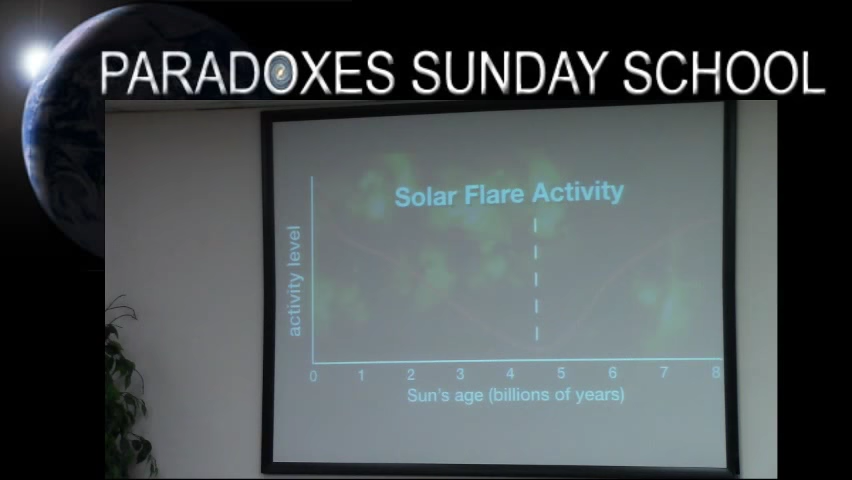 PARADOXES SUNDAY SCHOOL
Solar Flare Activity
activity level
0 1 2 3 4 5 6 7 8
Sun's age (billions of years)